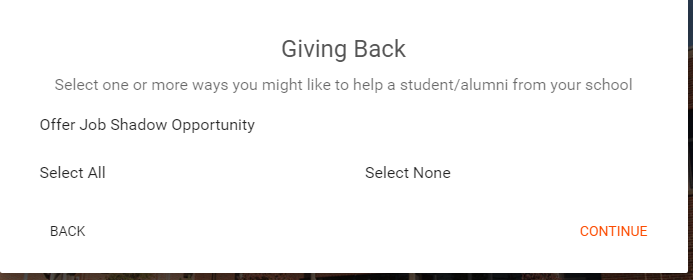 Giving Back
Select one or more ways you might like to help a student/alumni from your school
Offer Job Shadow Opportunity
Select All
Select None
BACK
CONTINUE